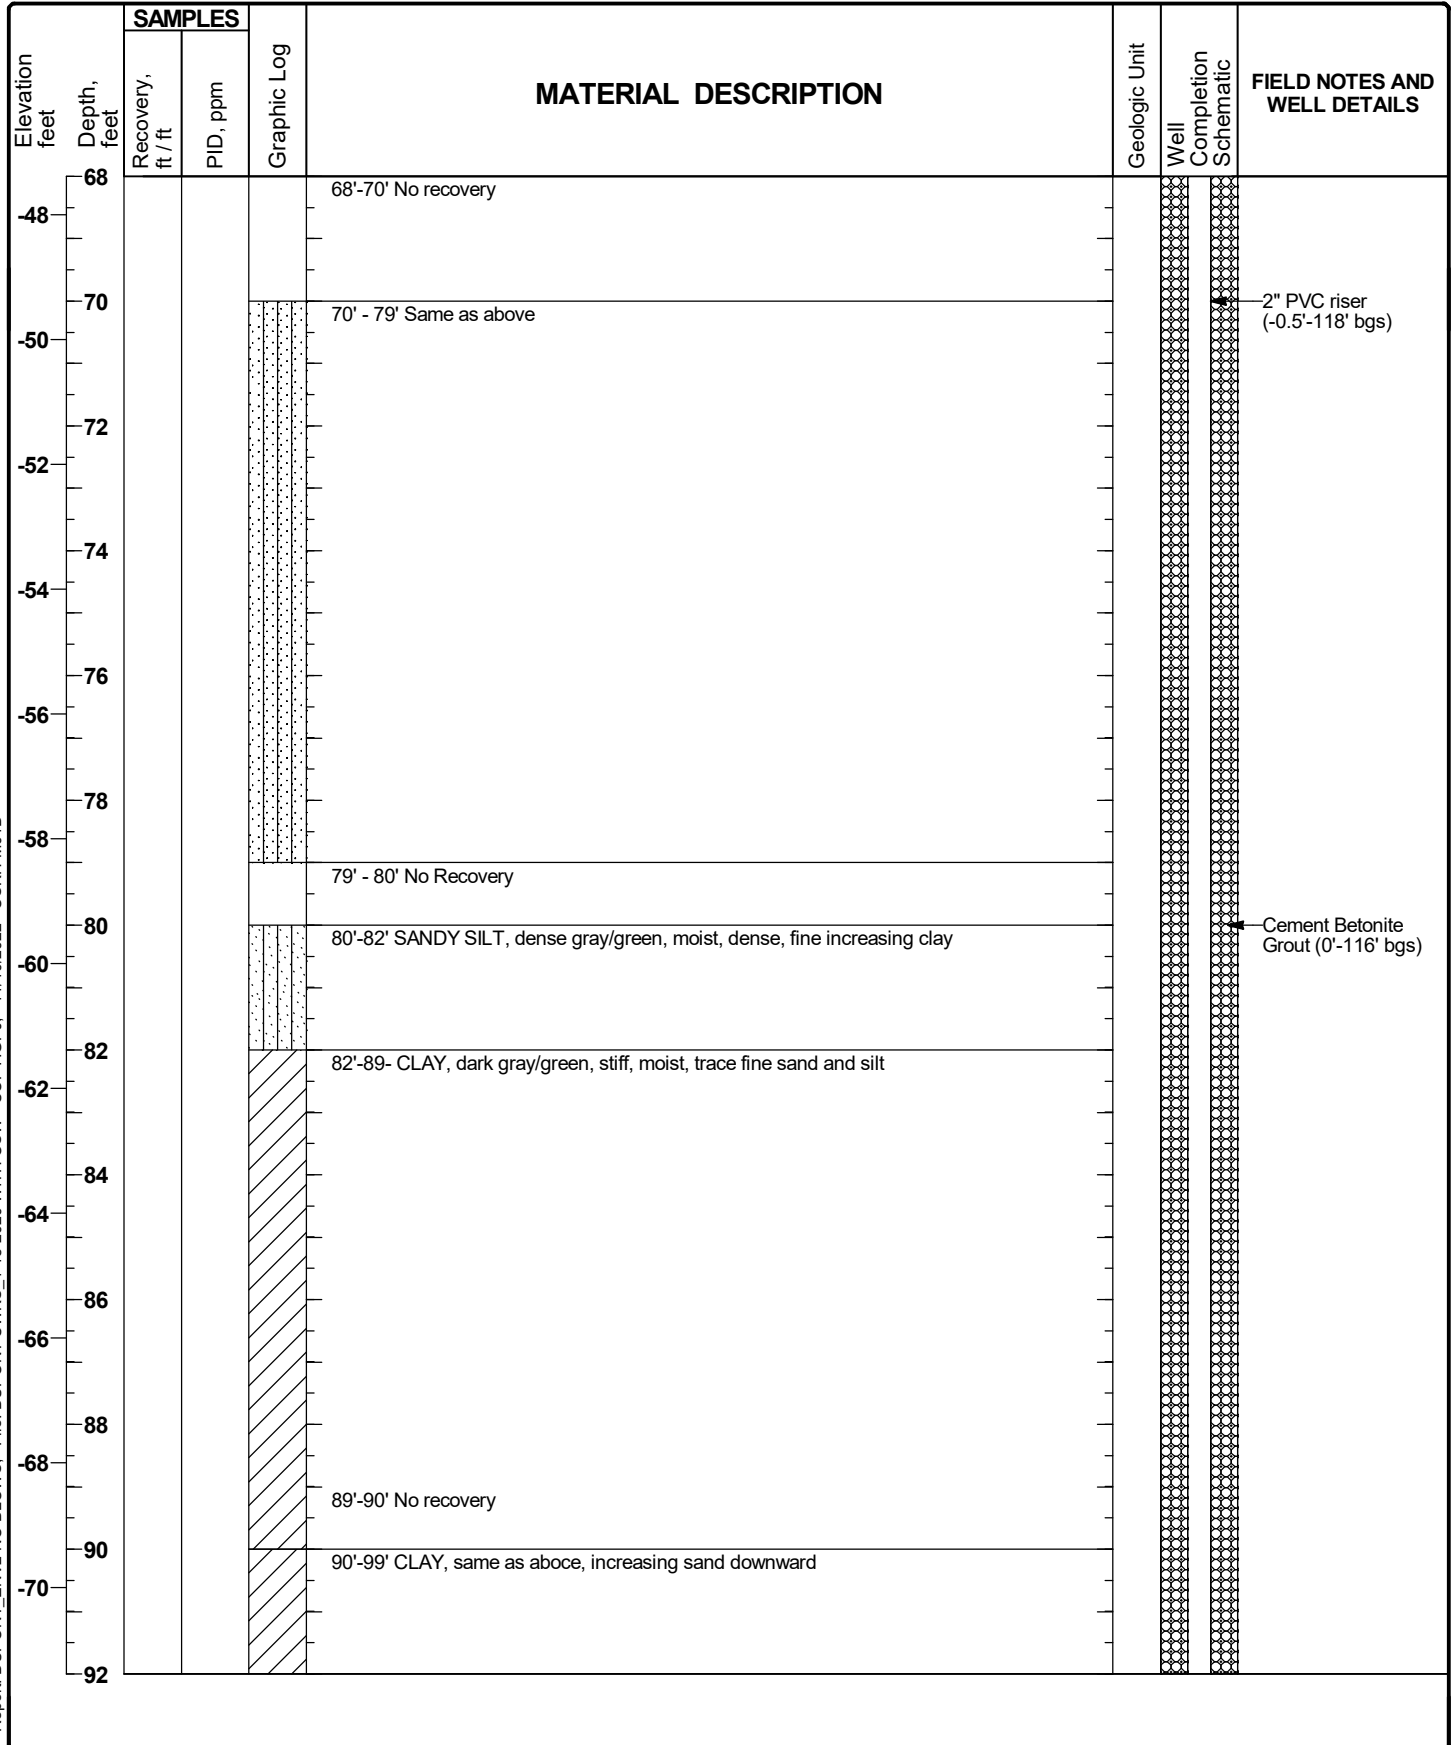 SAMPLES
Elevation
feet
Depth,
feet
Recovery,
ft / ft
PID, ppm
Graphic Log
MATERIAL DESCRIPTION
Geologic Unit
Well
Completion
Schematic
FIELD NOTES AND
WELL DETAILS
68
68'-70' No recovery
-48
70
70' - 79' Same as above
2" PVC riser
(-0.5'-118' bgs)
-50
72
-52
74
-54
76
-56
78
-58
79' - 80' No Recovery
80
80'-82' SANDY SILT, dense gray/green, moist, dense, fine increasing clay
Cement Betonite
Grout (0'-116' bgs)
-60
82
82'-89- CLAY, dark gray/green, stiff, moist, trace fine sand and silt
-62
84
-64
86
-66
88
-68
89'-90' No recovery
90
90'-99' CLAY, same as aboce, increasing sand downward
-70
92